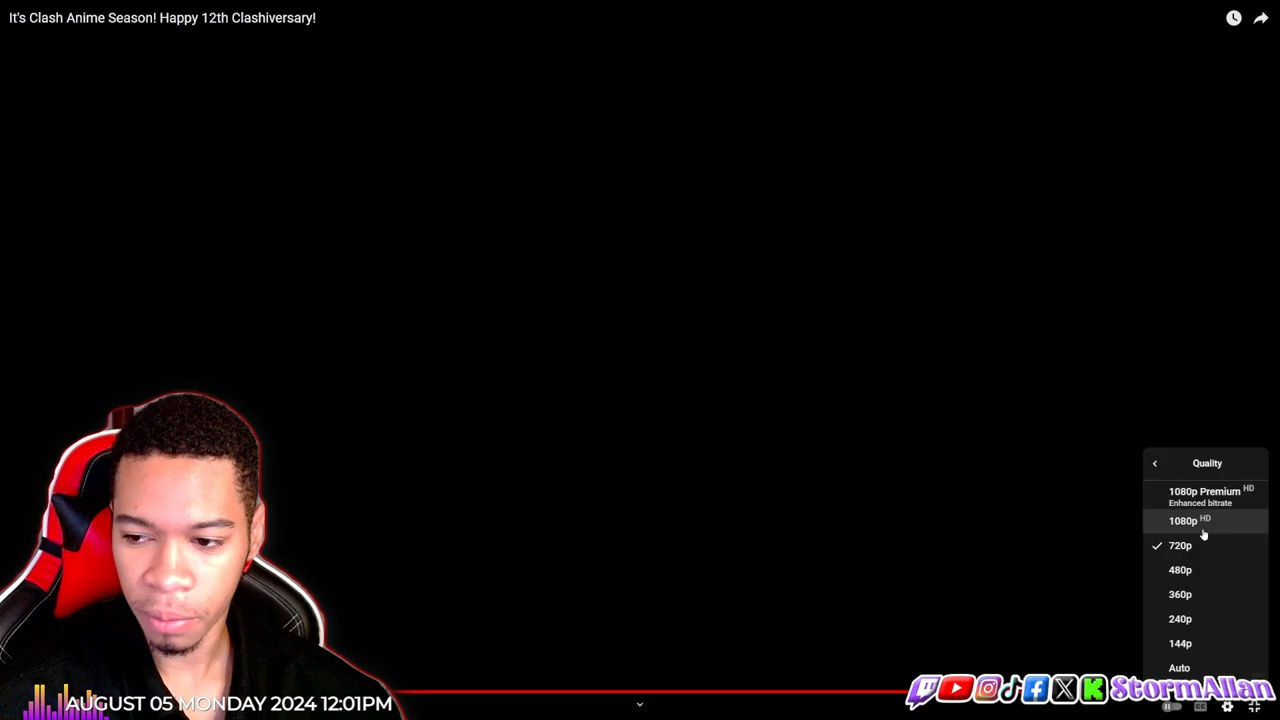 It's Clash Anime Season! Happy 12th Clashiversary!
Quality
1080p Premium HD
Enhanced bitrate
1080p HD
720p
480p
360p
240p
144p
Auto
AUGUST 05 MONDAY 2024 12:01PM
StormAllan